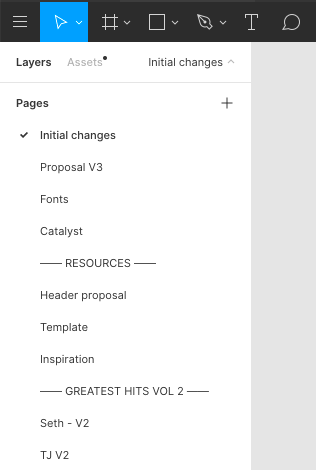 Layers Assets Initial changes
Pages
Initial changes
Proposal V3
Fonts
Catalyst
—— RESOURCES ——
Header proposal
Template
Inspiration
—— GREATEST HITS VOL 2 ——
Seth - V2
TJ V2